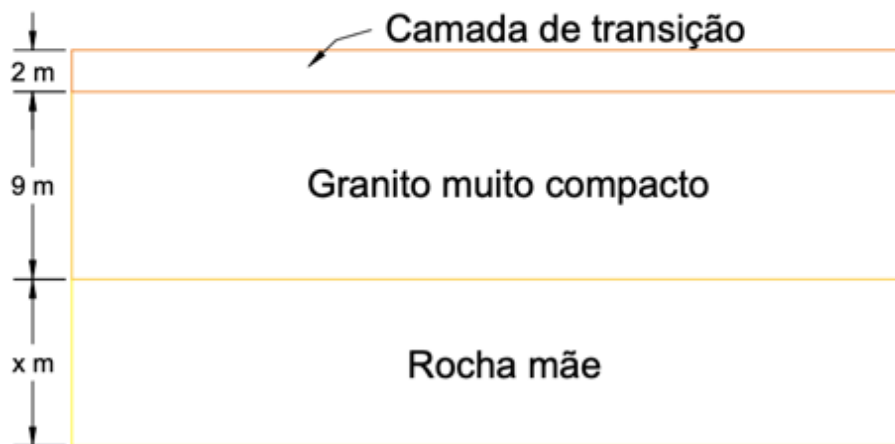 Camada de transição
2 m
9 m
Granito muito compacto
x m
Rocha mãe